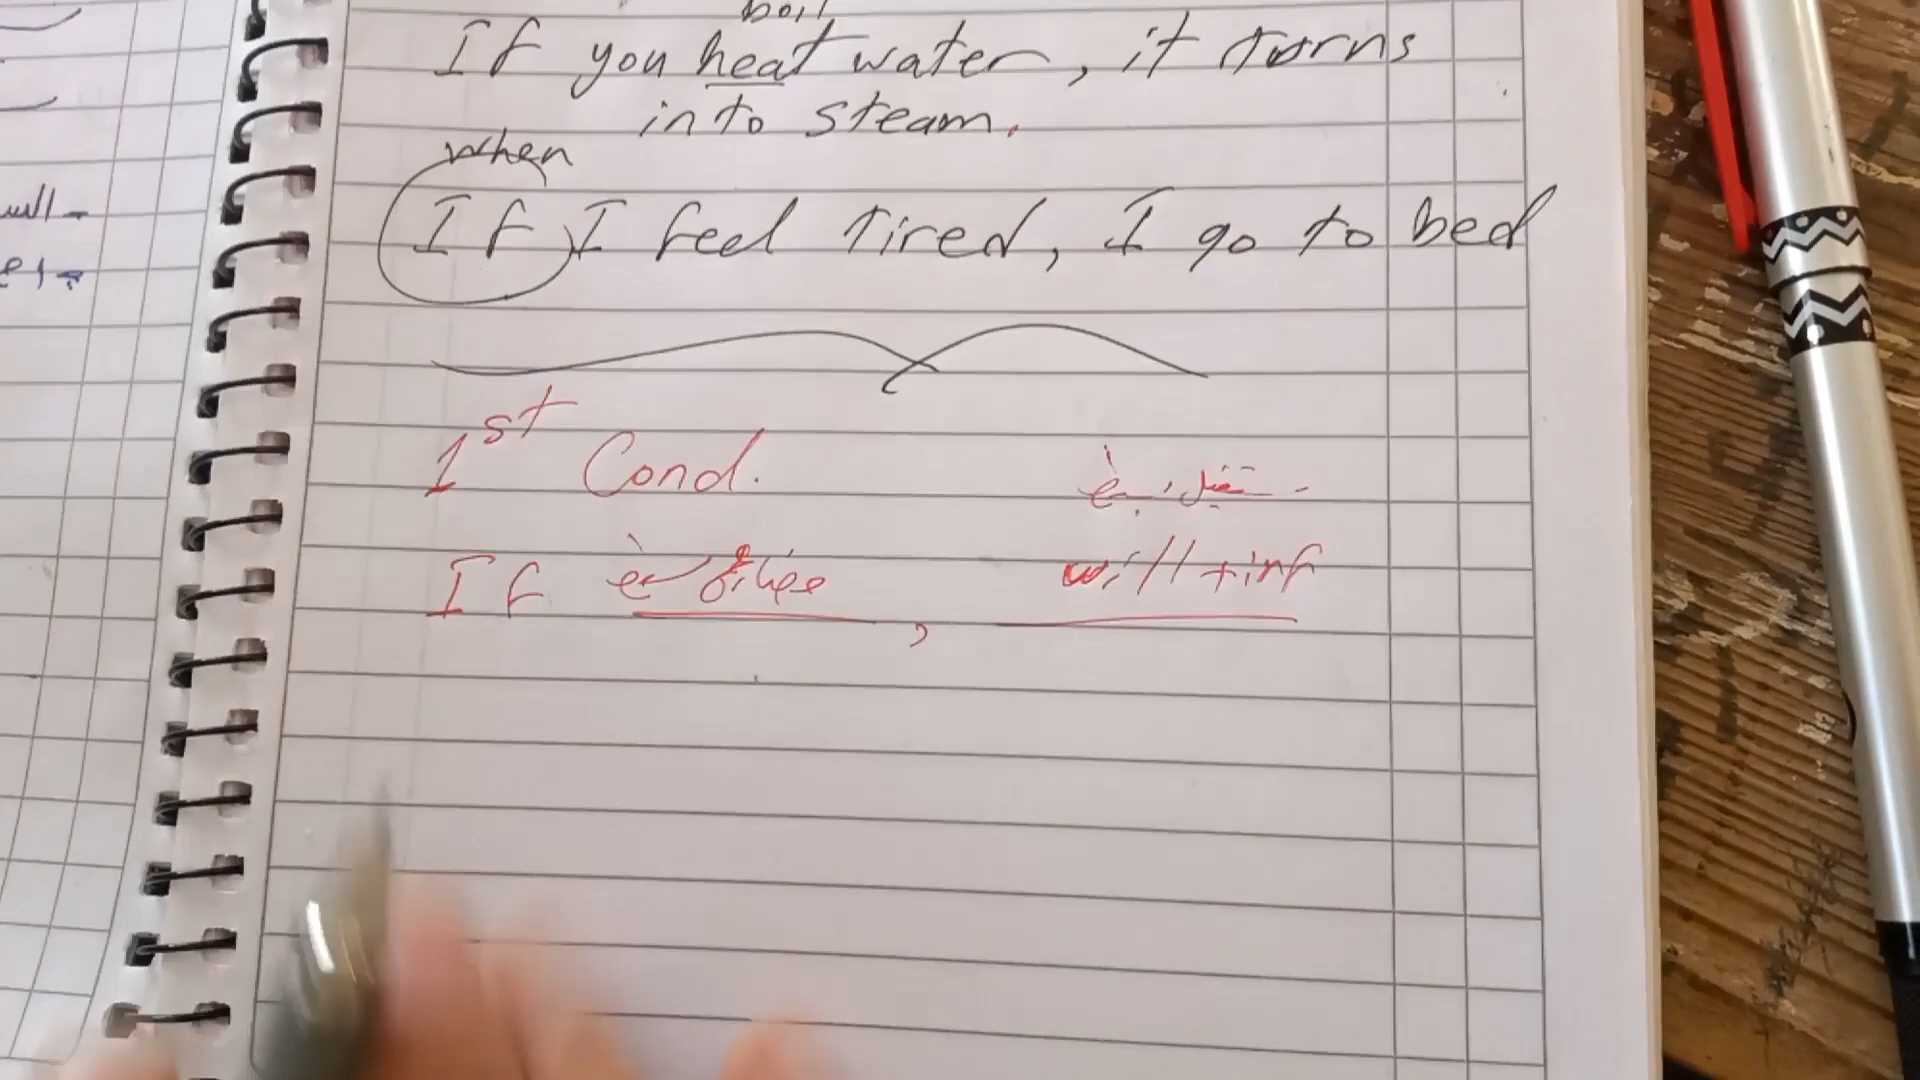 boil
If you heat water, it turns
into steam.
when
If I feel tired, I go to bed
1st Cond.
مستقبل بسيط
If مضارع بسيط , will + inf